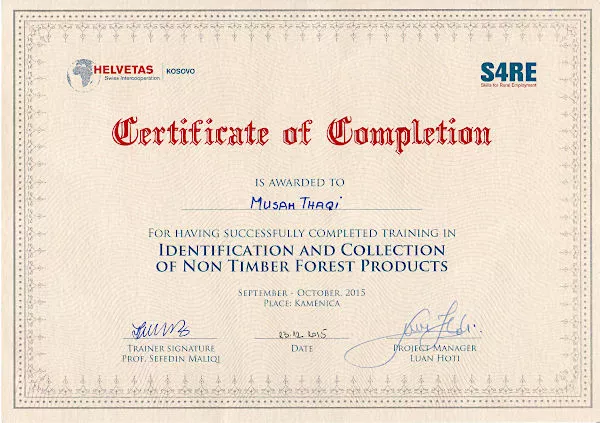 HELVETAS
Swiss Intercooperation
KOSOVO
S4RE
Skills for Rural Employment
Certificate of Completion
IS AWARDED TO
MUSAH THAQI
FOR HAVING SUCCESSFULLY COMPLETED TRAINING IN
IDENTIFICATION AND COLLECTION
OF NON TIMBER FOREST PRODUCTS
SEPTEMBER - OCTOBER, 2015
PLACE: KAMENICA
23.12.2015
TRAINER SIGNATURE
PROF. SEFEDIN MALIQI
DATE
PROJECT MANAGER
LUAN HOTI